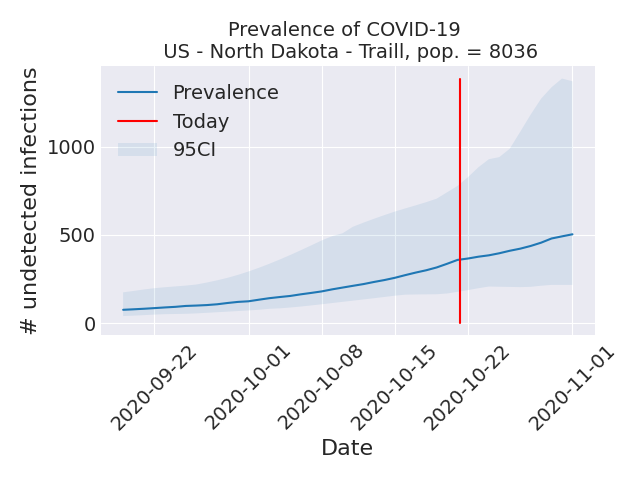 Prevalence of COVID-19
US - North Dakota - Traill, pop. = 8036
# undetected infections
1000
500
0
Prevalence
Today
95CI
2020-09-22
2020-10-01
2020-10-08
2020-10-15
2020-10-22
2020-11-01
Date